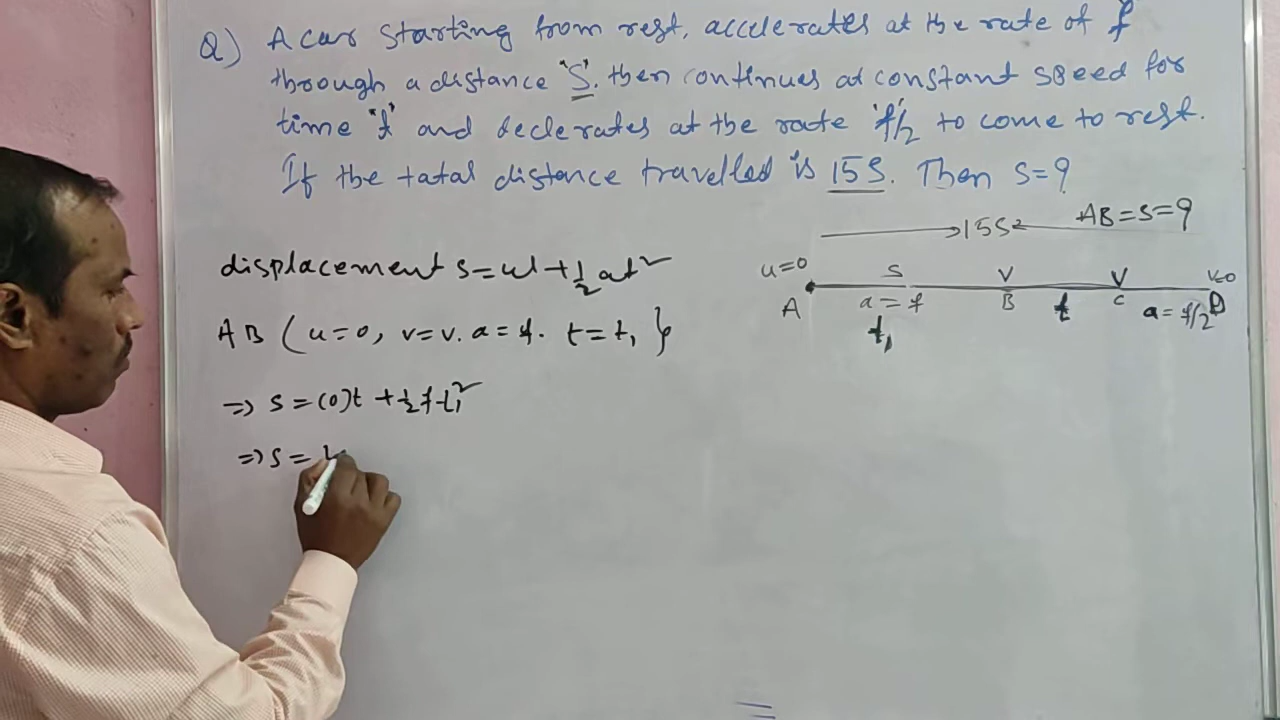 Q) A car starting from rest, accelerates at the rate of f
through a distance "S". then continues at constant speed for
time "t" and declerates at the rate 'f/2 to come to rest.
If the tatal distance travelled is 15S. Then S=?
AB=S=?
15S
displacement s=ut+½at²
u=0 S V V V=0
A a=f B t C a=f/2 D
t₁
AB (u=0, v=v. a=f. t=t₁}
⇒ s=(0)t+½ft₁²
⇒ s=